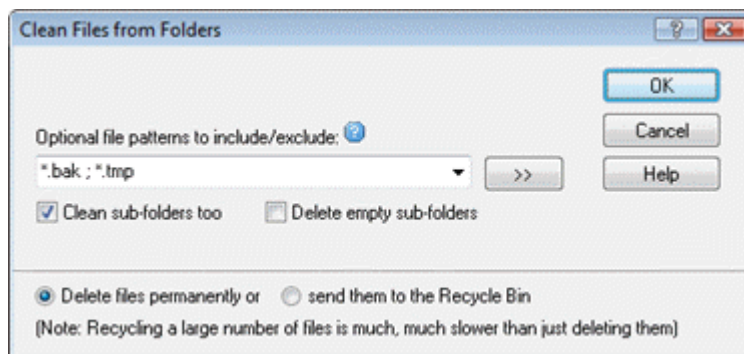 Clean Files from Folders
OK
Optional file patterns to include/exclude:
Cancel
*.bak ; *.tmp
>>
Help
Clean sub-folders too Delete empty sub-folders
Delete files permanently or send them to the Recycle Bin
(Note: Recycling a large number of files is much, much slower than just deleting them)